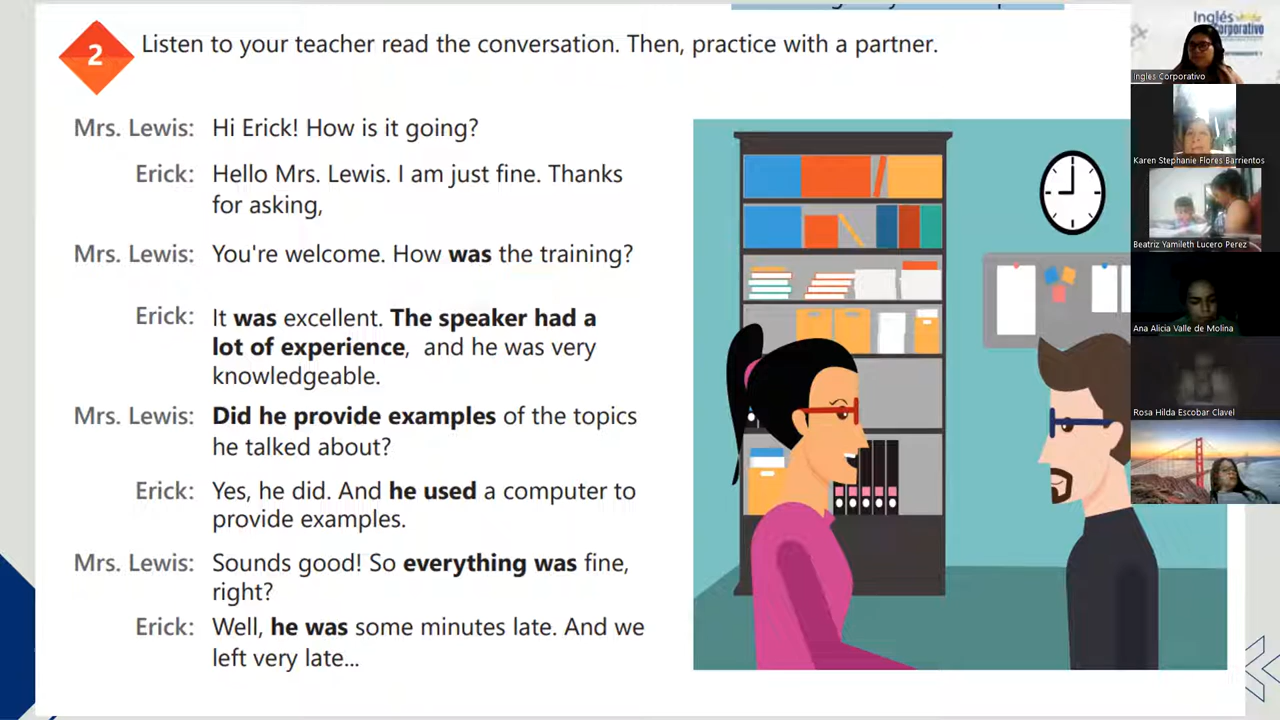 2
Listen to your teacher read the conversation. Then, practice with a partner.
Mrs. Lewis: Hi Erick! How is it going?
Erick: Hello Mrs. Lewis. I am just fine. Thanks
for asking,
Mrs. Lewis: You're welcome. How was the training?
Erick: It was excellent. The speaker had a
lot of experience, and he was very
knowledgeable.
Mrs. Lewis: Did he provide examples of the topics
he talked about?
Erick: Yes, he did. And he used a computer to
provide examples.
Mrs. Lewis: Sounds good! So everything was fine,
right?
Erick: Well, he was some minutes late. And we
left very late...
Inglés
Corporativo
Ingles Corporativo
Karen Stephanie Flores Barrientos
Beatriz Yamileth Lucero Perez
Ana Alicia Valle de Molina
Rosa Hilda Escobar Clavel